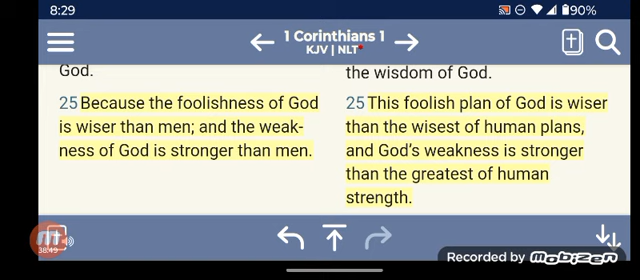 8:29
90%
1 Corinthians 1
KJV | NLT
God.
25 Because the foolishness of God
is wiser than men; and the weak-
ness of God is stronger than men.
the wisdom of God.
25 This foolish plan of God is wiser
than the wisest of human plans,
and God's weakness is stronger
than the greatest of human
strength.
M
38:49
Recorded by
MOBIZEN